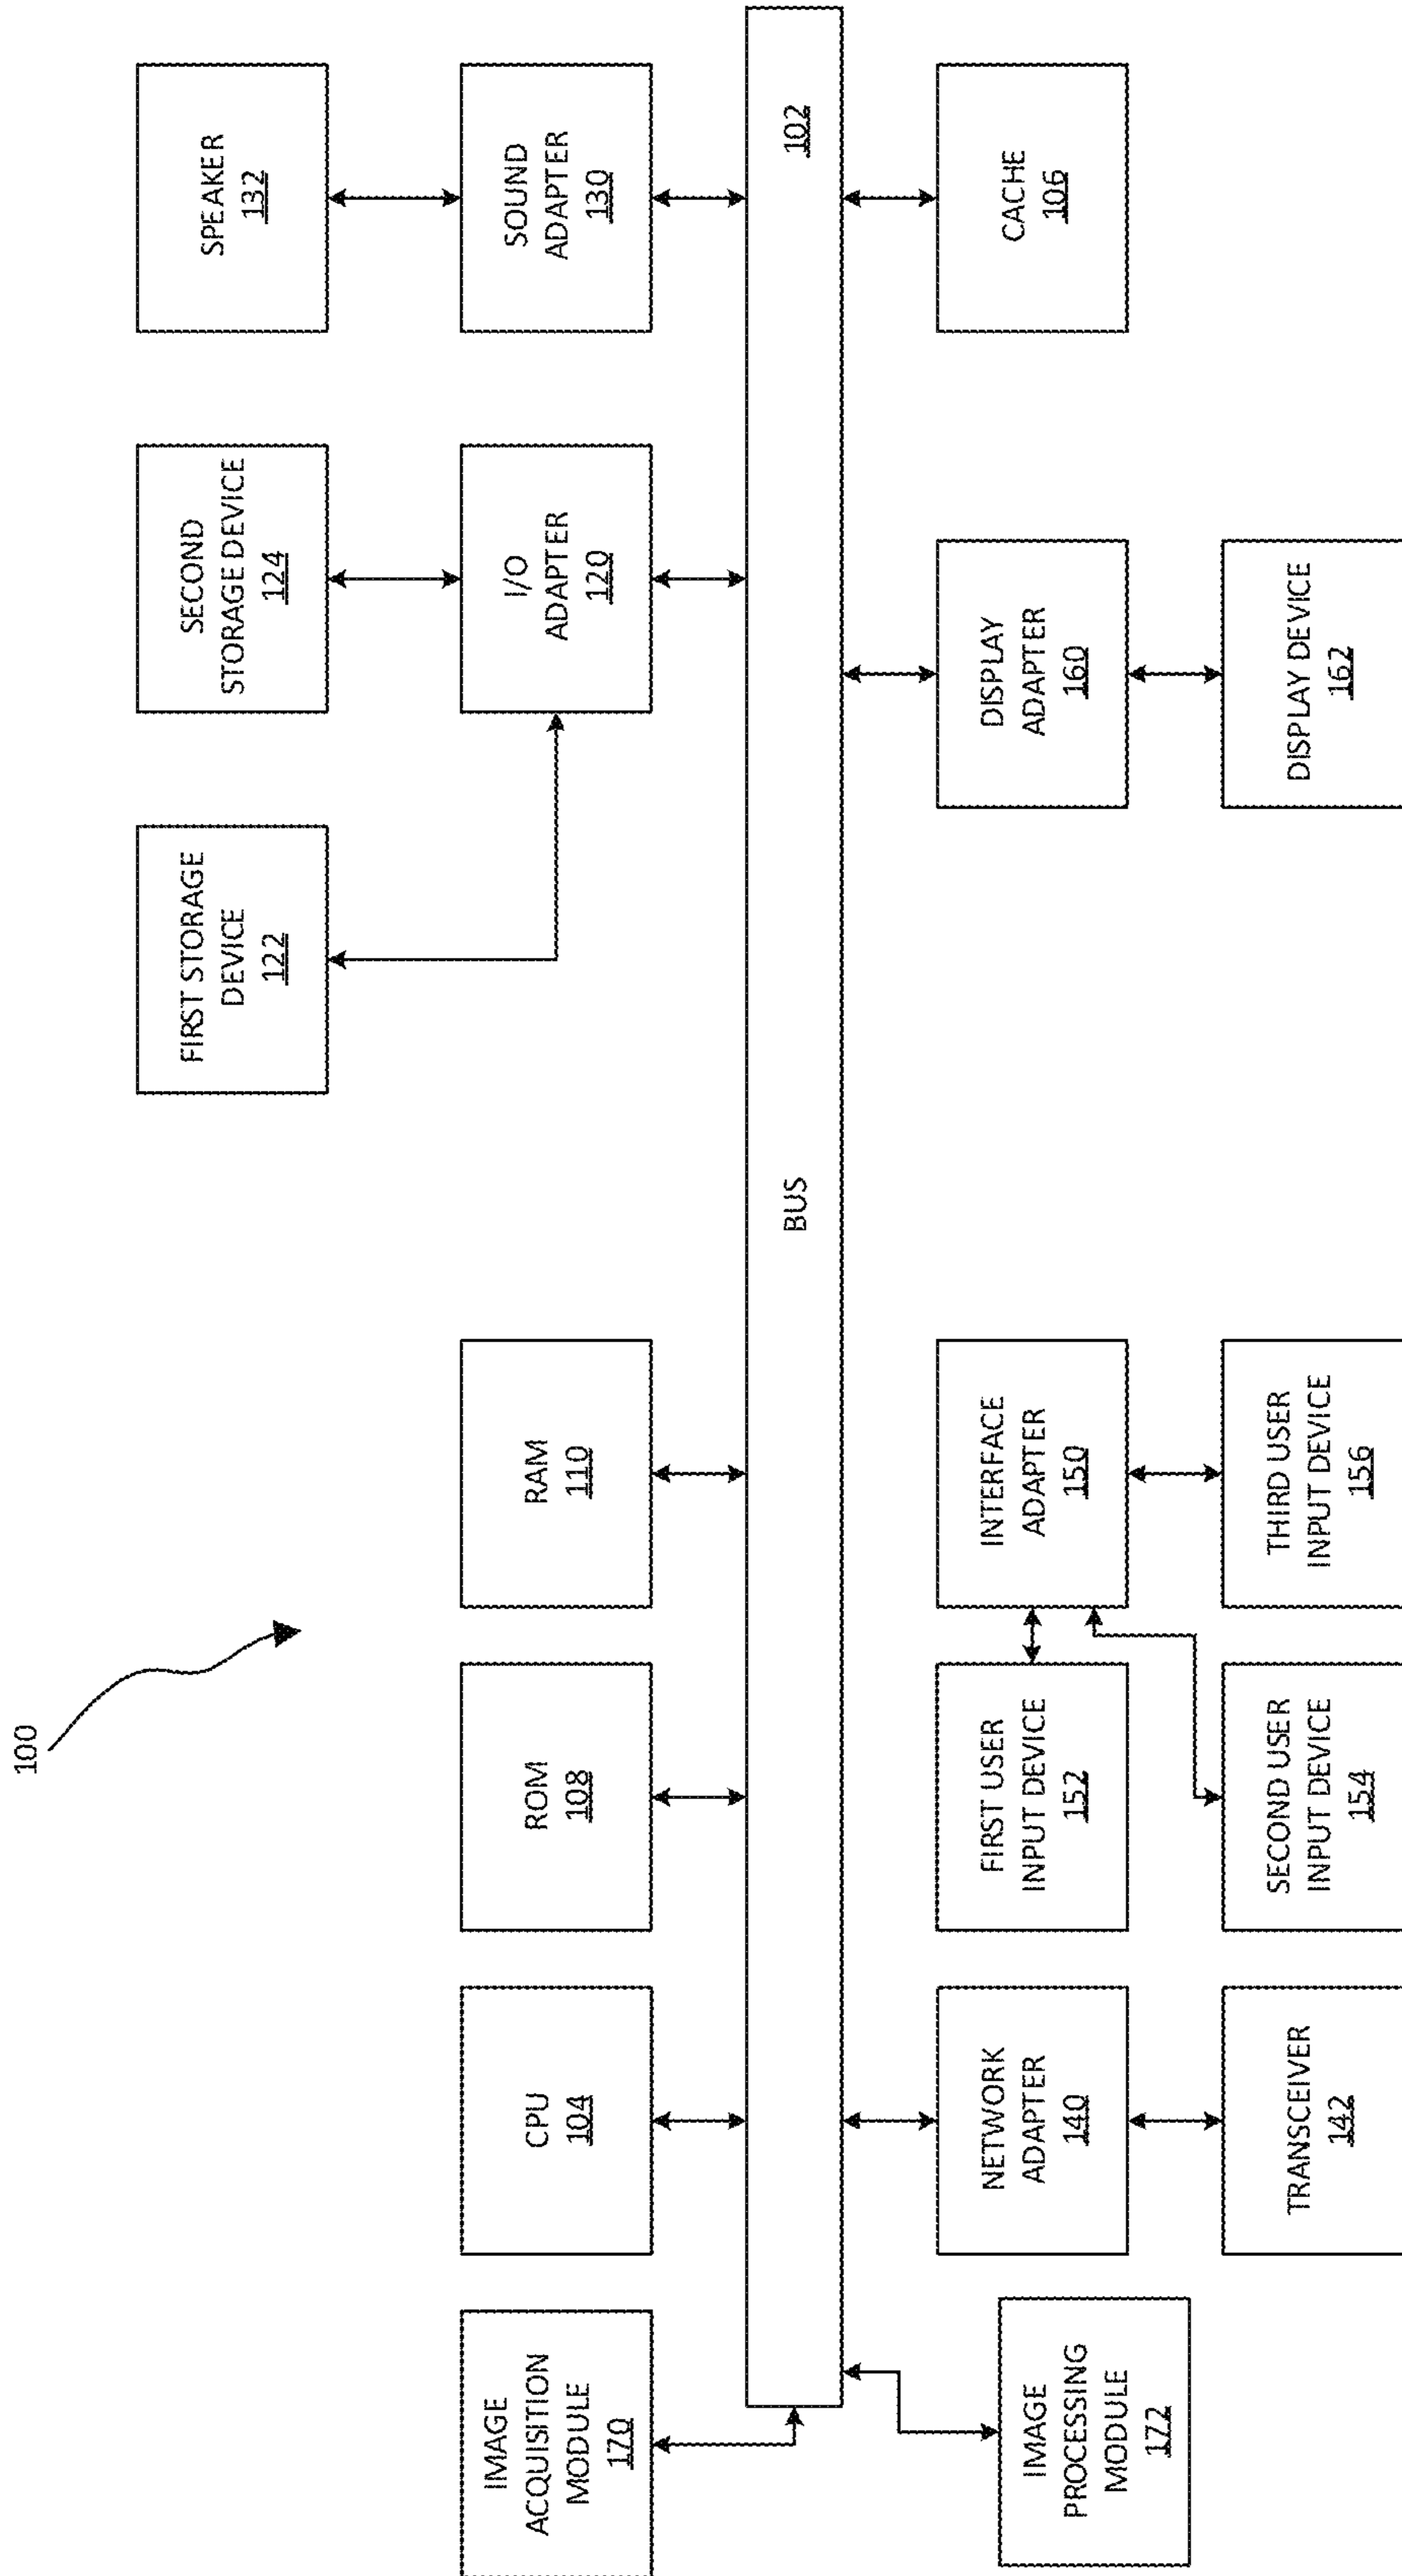 100
FIRST STORAGE
DEVICE
122
SECOND
STORAGE DEVICE
124
SPEAKER
132
IMAGE
ACQUISITION
MODULE
170
CPU
104
ROM
108
RAM
110
I/O
ADAPTER
120
SOUND
ADAPTER
130
BUS
102
IMAGE
PROCESSING
MODULE
172
NETWORK
ADAPTER
140
FIRST USER
INPUT DEVICE
152
INTERFACE
ADAPTER
150
DISPLAY
ADAPTER
160
CACHE
106
TRANSCEIVER
142
SECOND USER
INPUT DEVICE
154
THIRD USER
INPUT DEVICE
156
DISPLAY DEVICE
162